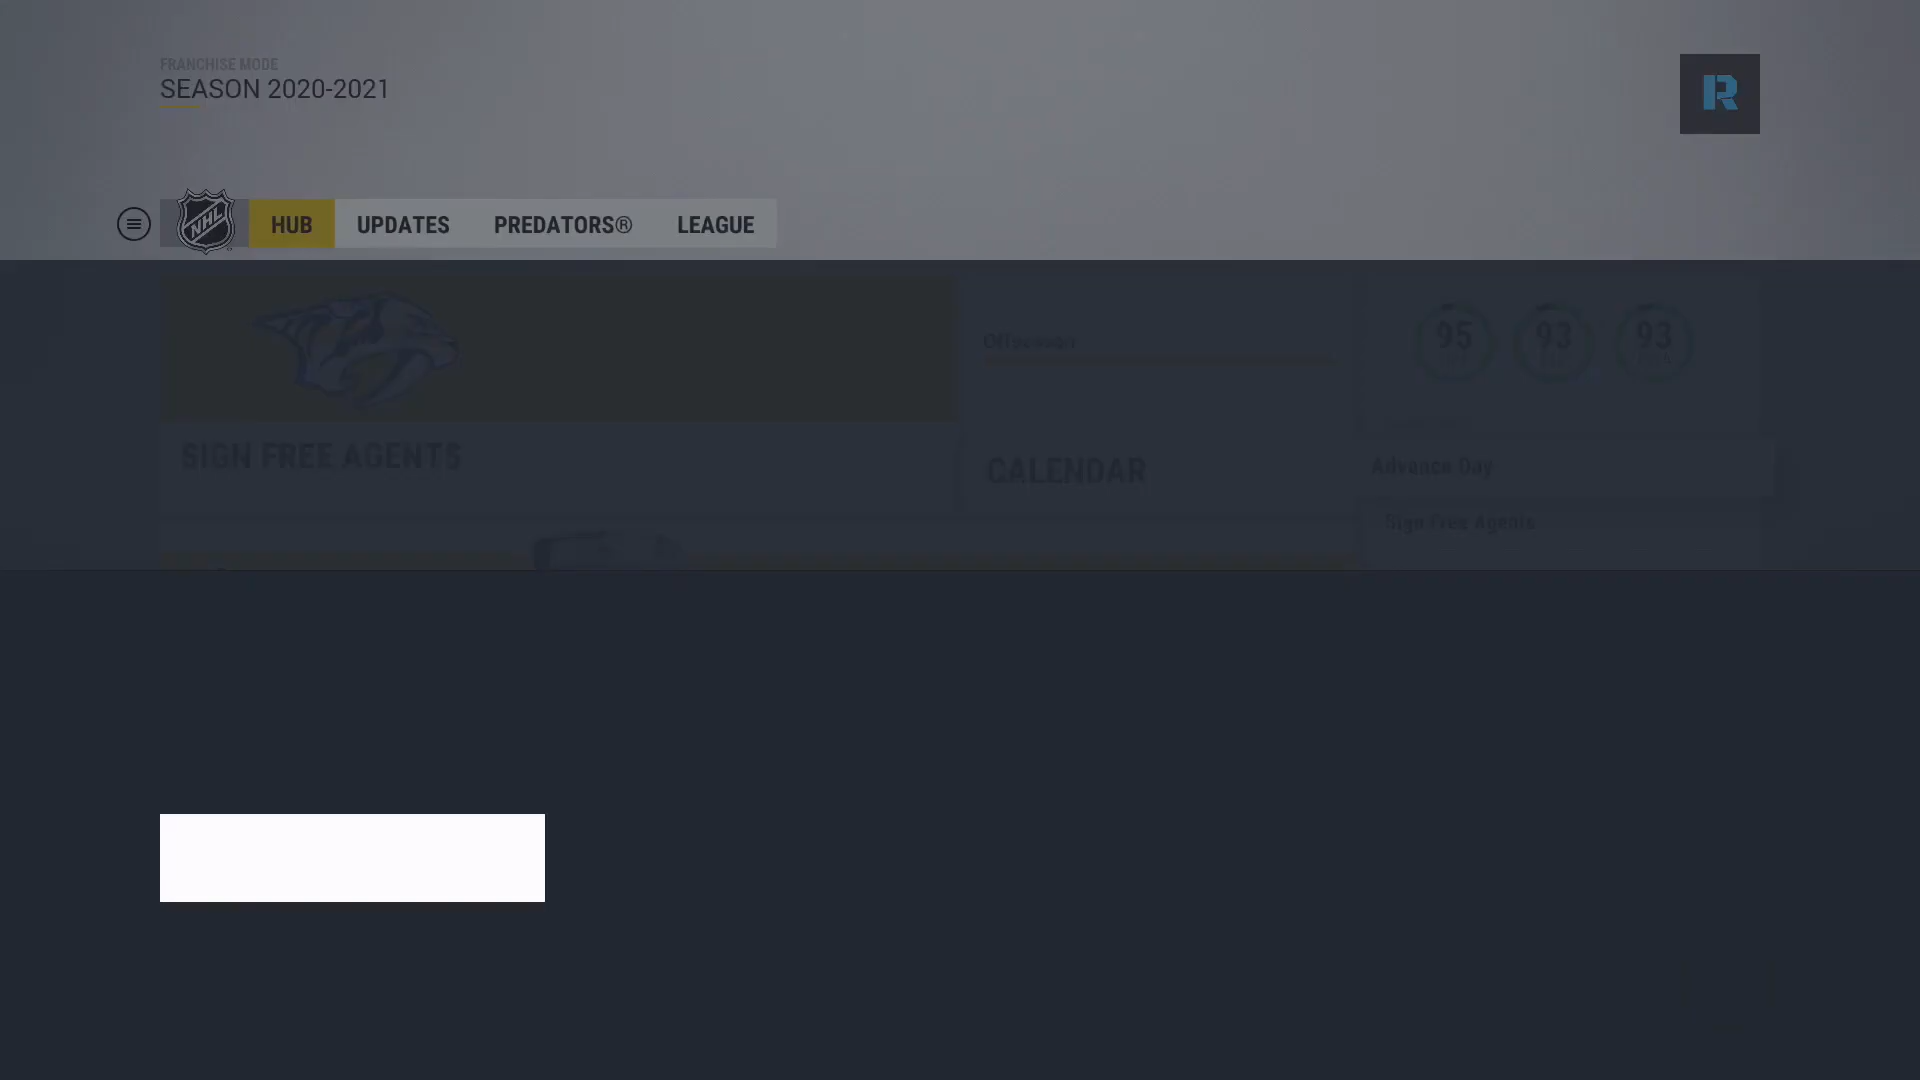 FRANCHISE MODE
SEASON 2020-2021
R
NHL
HUB
UPDATES
PREDATORS®
LEAGUE
Offseason
95
93
93
SIGN FREE AGENTS
CALENDAR
Advance Day
Sign Free Agents